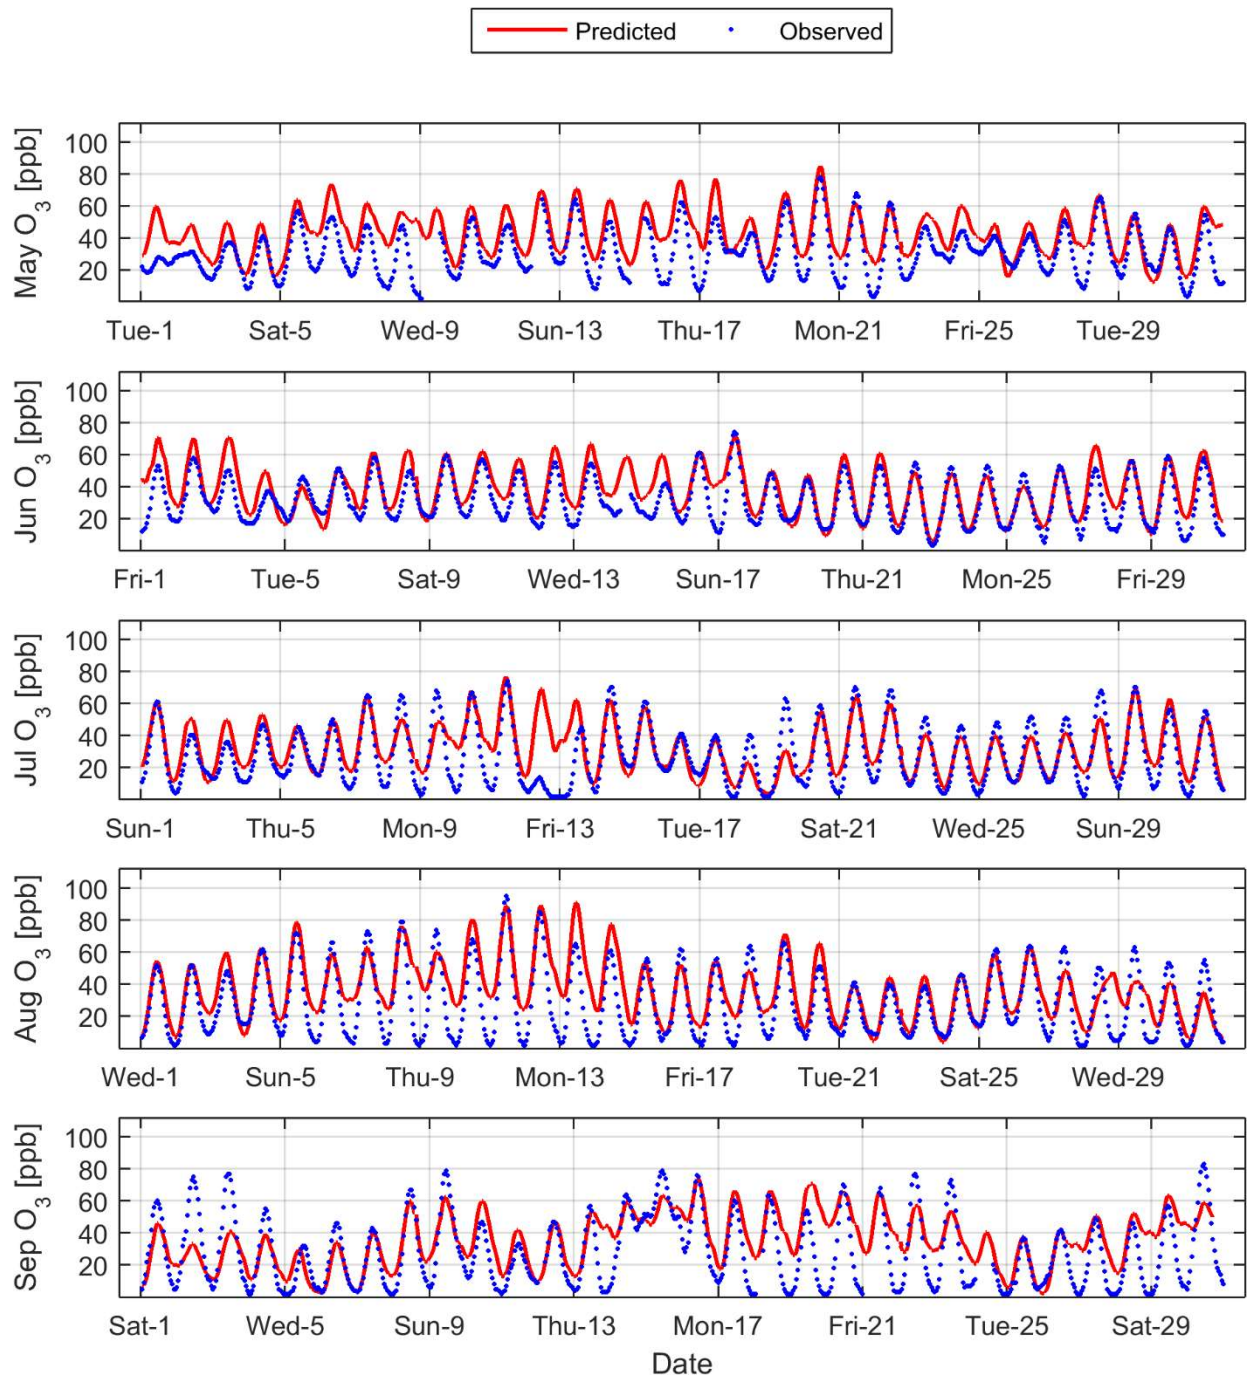 Predicted Observed
May O3 [ppb]
100
80
60
40
20
Tue-1 Sat-5 Wed-9 Sun-13 Thu-17 Mon-21 Fri-25 Tue-29
Jun O3 [ppb]
100
80
60
40
20
Fri-1 Tue-5 Sat-9 Wed-13 Sun-17 Thu-21 Mon-25 Fri-29
Jul O3 [ppb]
100
80
60
40
20
Sun-1 Thu-5 Mon-9 Fri-13 Tue-17 Sat-21 Wed-25 Sun-29
Aug O3 [ppb]
100
80
60
40
20
Wed-1 Sun-5 Thu-9 Mon-13 Fri-17 Tue-21 Sat-25 Wed-29
Sep O3 [ppb]
100
80
60
40
20
Sat-1 Wed-5 Sun-9 Thu-13 Mon-17 Fri-21 Tue-25 Sat-29
Date